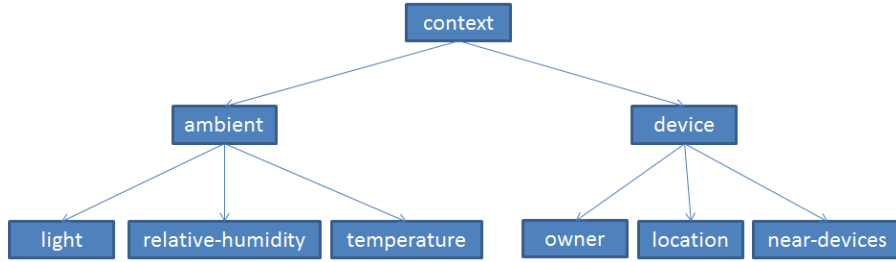 context
ambient
device
light
relative-humidity
temperature
owner
location
near-devices